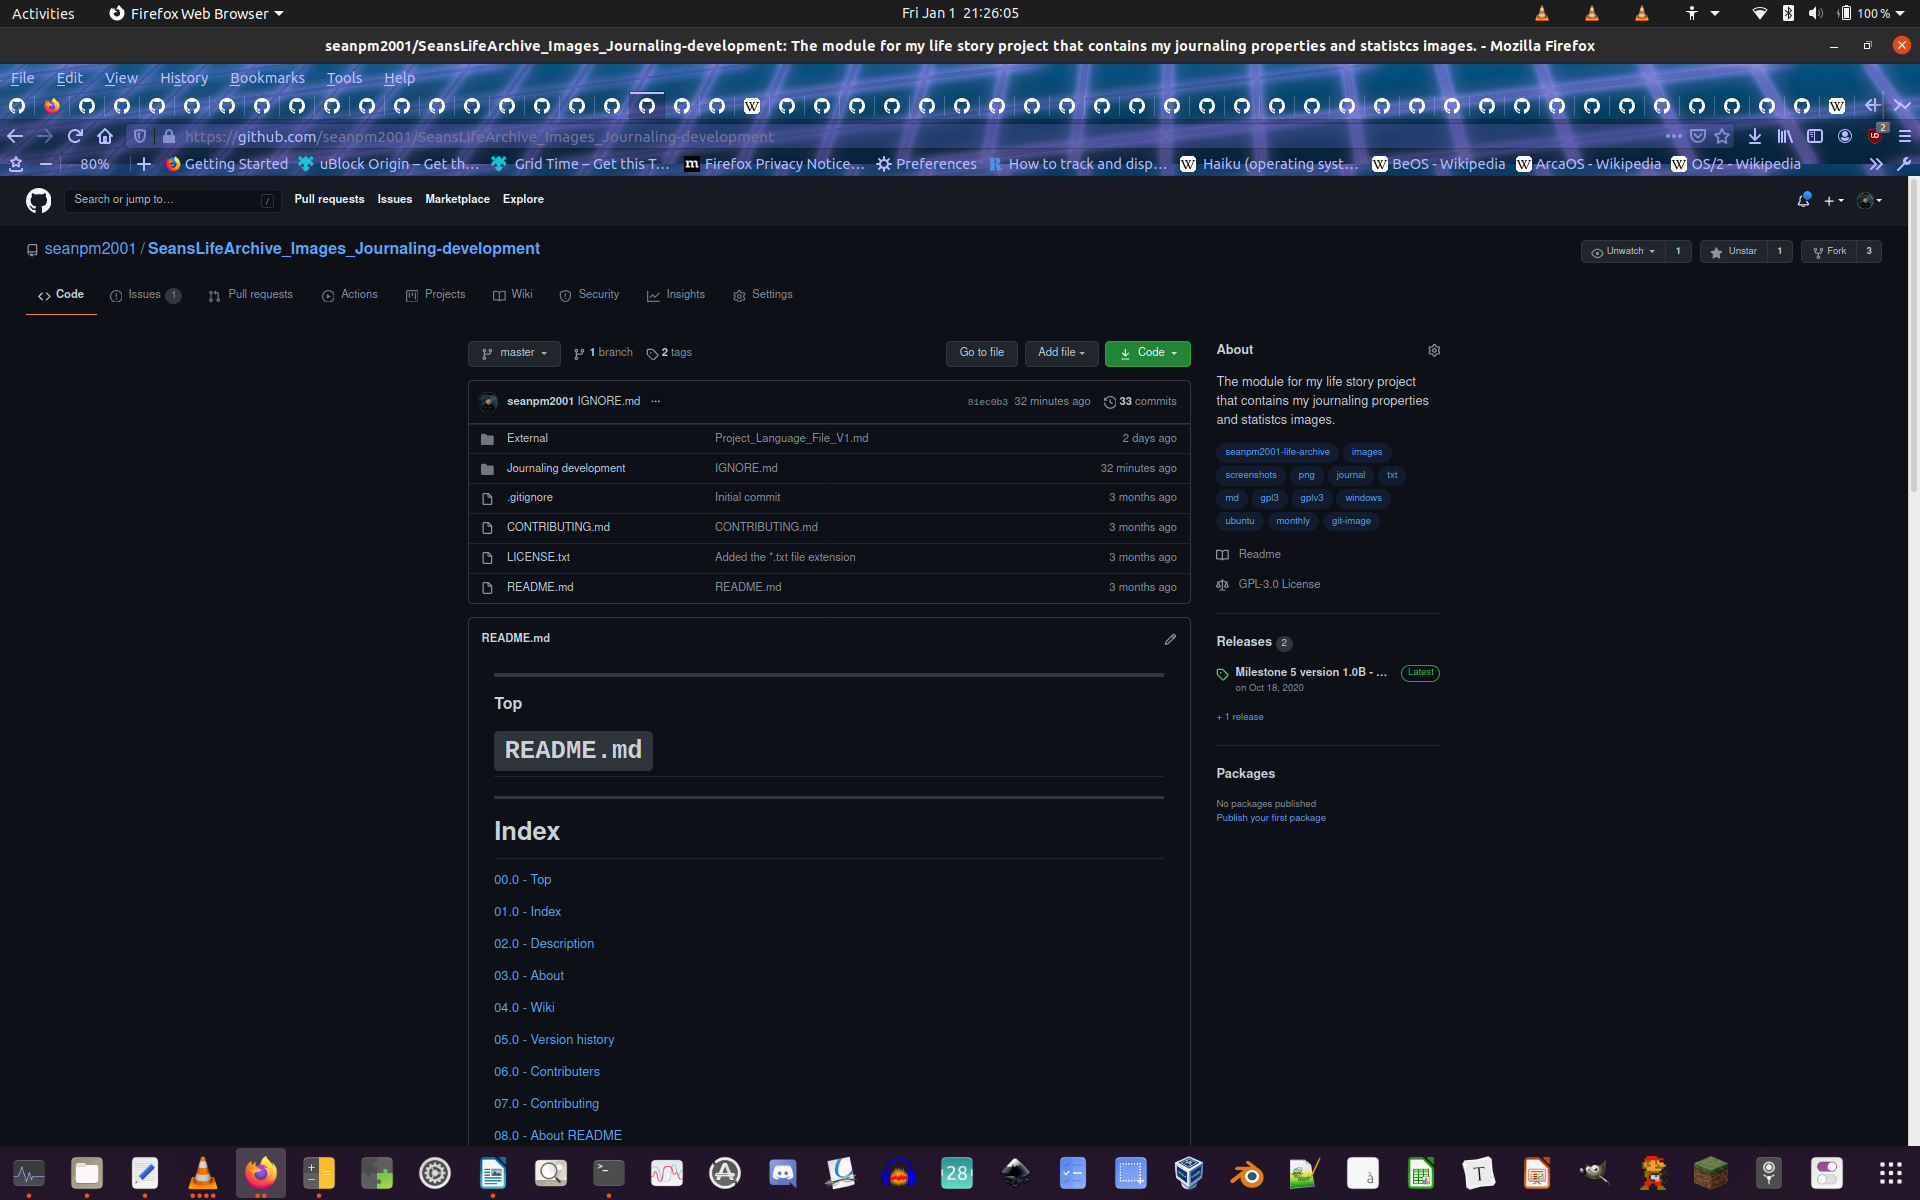 Activities Firefox Web Browser Fri Jan 1 21:26:05 100 %
seanpm2001/SeansLifeArchive_Images_Journaling-development: The module for my life story project that contains my journaling properties and statistcs images. - Mozilla Firefox
File Edit View History Bookmarks Tools Help
https://github.com/seanpm2001/SeansLifeArchive_Images_Journaling-development 2
80% Getting Started uBlock Origin – Get th… Grid Time – Get this T… Firefox Privacy Notice… Preferences How to track and disp… Haiku (operating syst… BeOS - Wikipedia ArcaOS - Wikipedia OS/2 - Wikipedia
Search or jump to… / Pull requests Issues Marketplace Explore
seanpm2001 / SeansLifeArchive_Images_Journaling-development Unwatch 1 Unstar 1 Fork 3
Code Issues 1 Pull requests Actions Projects Wiki Security Insights Settings
master 1 branch 2 tags Go to file Add file Code
seanpm2001 IGNORE.md ... 81ec0b3 32 minutes ago 33 commits
External Project_Language_File_V1.md 2 days ago
Journaling development IGNORE.md 32 minutes ago
.gitignore Initial commit 3 months ago
CONTRIBUTING.md CONTRIBUTING.md 3 months ago
LICENSE.txt Added the *.txt file extension 3 months ago
README.md README.md 3 months ago
README.md
Top
README.md
Index
00.0 - Top
01.0 - Index
02.0 - Description
03.0 - About
04.0 - Wiki
05.0 - Version history
06.0 - Contributers
07.0 - Contributing
08.0 - About README
About
The module for my life story project
that contains my journaling properties
and statistcs images.
seanpm2001-life-archive images
screenshots png journal txt
md gpl3 gplv3 windows
ubuntu monthly git-image
Readme
GPL-3.0 License
Releases 2
Milestone 5 version 1.0B - ... Latest
on Oct 18, 2020
+ 1 release
Packages
No packages published
Publish your first package
28